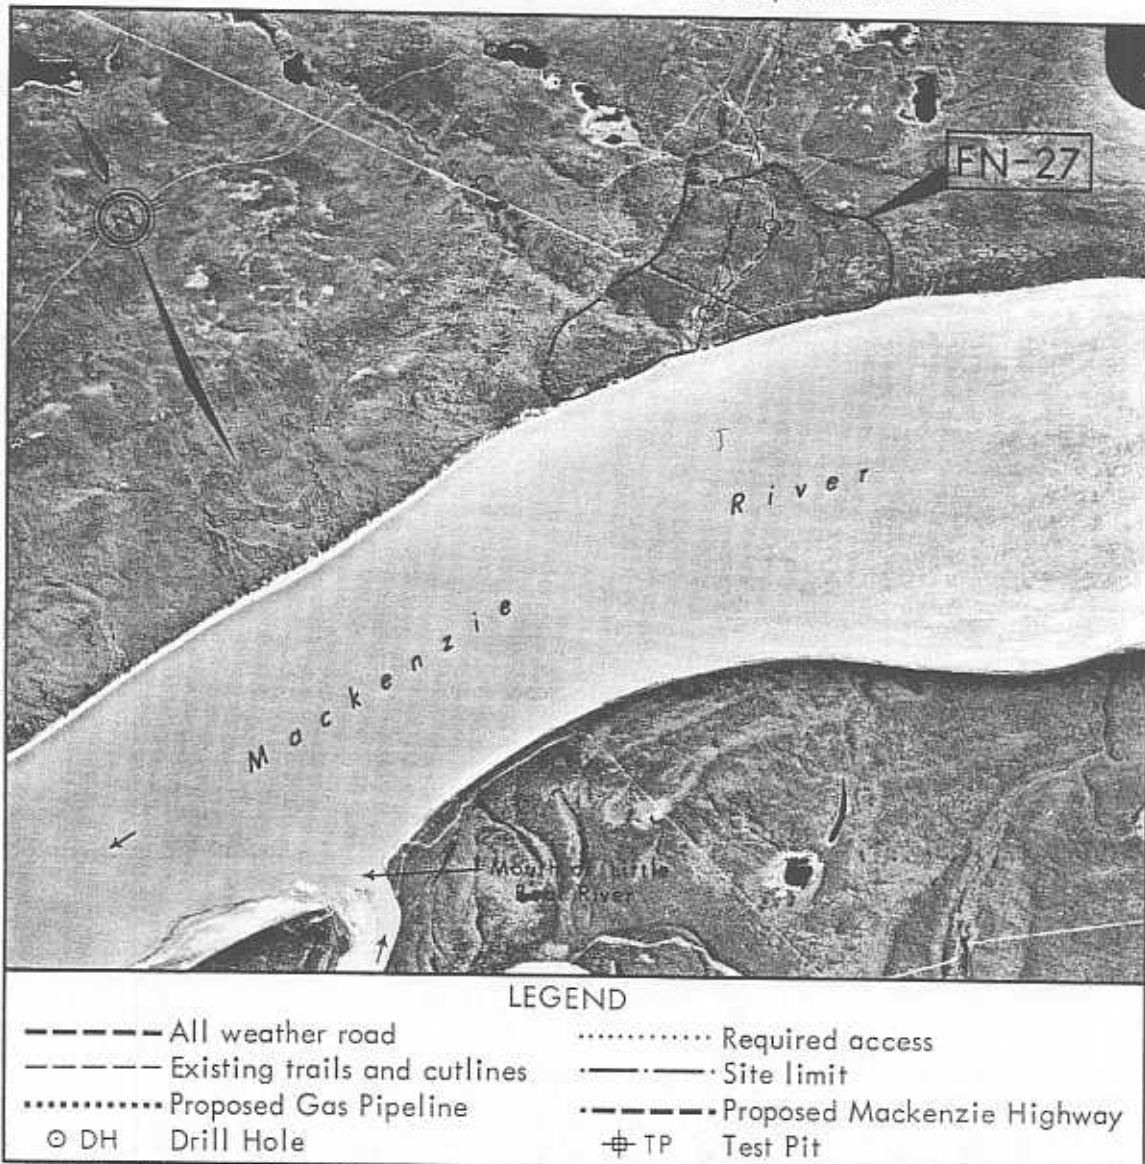 FN-27
N
River
Mackenzie
Mouth of Little
Bear River
LEGEND
All weather road
Existing trails and cutlines
Proposed Gas Pipeline
⊙ DH Drill Hole
Required access
Site limit
Proposed Mackenzie Highway
TP Test Pit